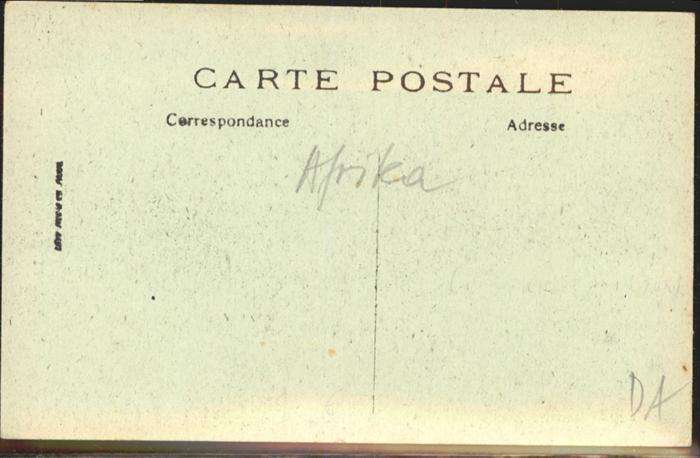 CARTE POSTALE
Correspondance
Adresse
Afrika
DA